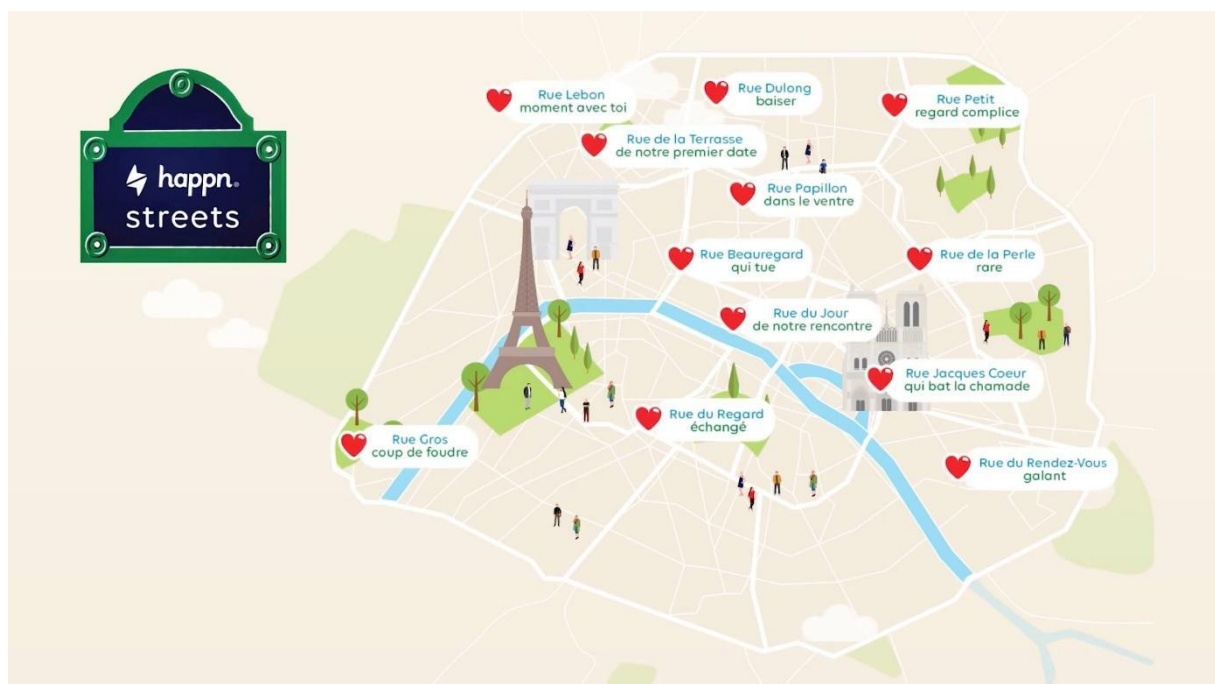 happn.
streets
Rue Lebon
moment avec toi
Rue Dulong
baiser
Rue Petit
regard complice
Rue de la Terrasse
de notre premier date
Rue Papillon
dans le ventre
Rue Beauregard
qui tue
Rue de la Perle
rare
Rue du Jour
de notre rencontre
Rue Jacques Coeur
qui bat la chamade
Rue du Regard
échangé
Rue Gros
coup de foudre
Rue du Rendez-Vous
galant